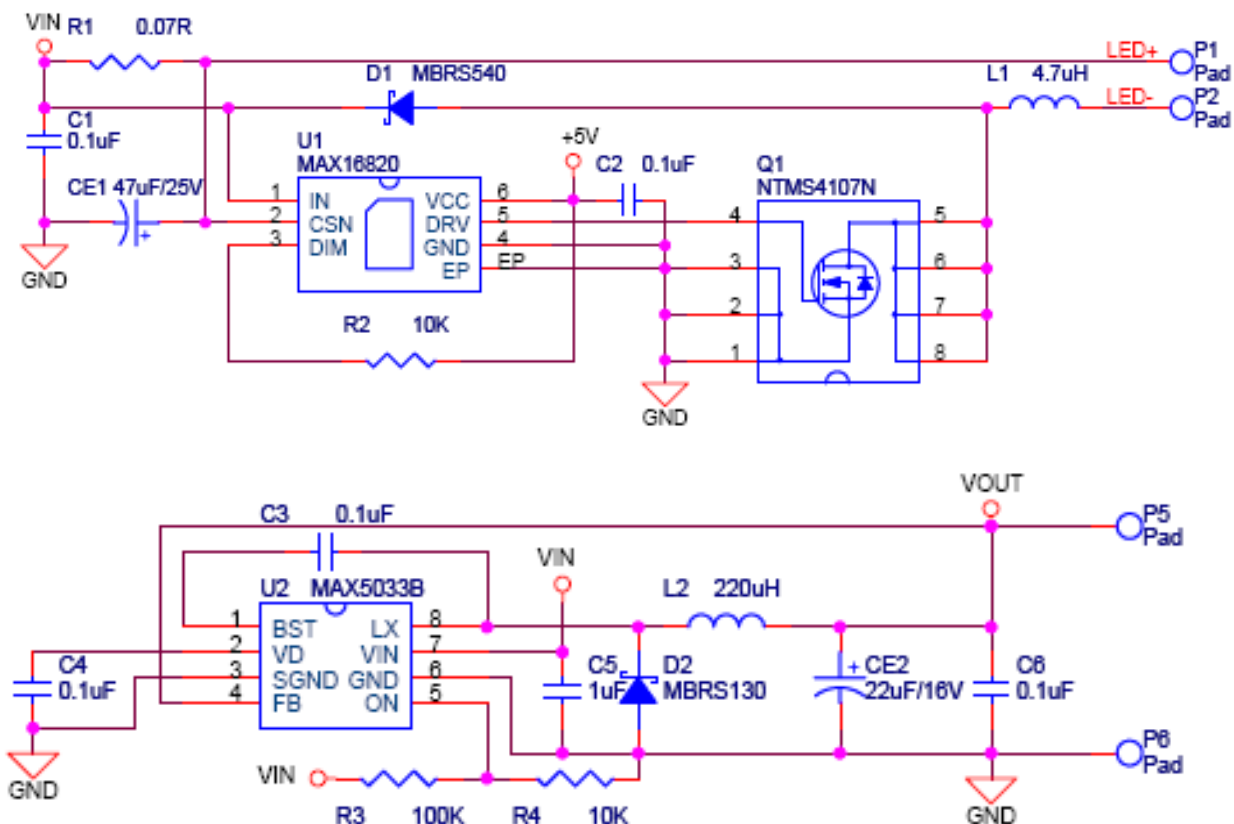 VIN R1 0.07R
LED+ P1
Pad
D1 MBRS540
L1 4.7uH LED- P2
Pad
C1
0.1uF
U1
MAX16820
+5V
C2 0.1uF
Q1
NTMS4107N
CE1 47uF/25V
+
1 IN VCC 6
2 CSN DRV 5
3 DIM GND 4
EP EP
4 5
3 6
2 7
1 8
GND
R2 10K
GND
VOUT
P5
Pad
C3 0.1uF
VIN
U2 MAX5033B
L2 220uH
1 BST LX 8
2 VD VIN 7
3 SGND GND 6
4 FB ON 5
C4
0.1uF
C5
1uF
D2
MBRS130
+ CE2
22uF/16V
C6
0.1uF
P6
Pad
GND
VIN
R3 100K R4 10K
GND